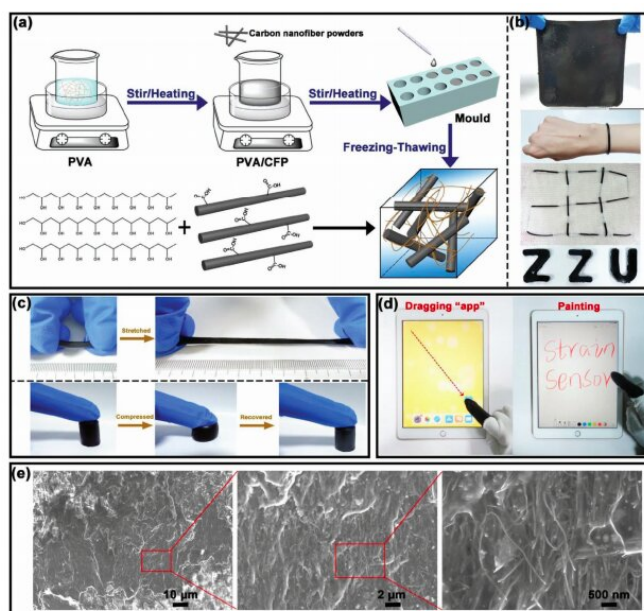 (a)
Carbon nanofiber powders
Stir/Heating
Stir/Heating
PVA
PVA/CFP
Mould
Freezing-Thawing
+
(b)
Z Z U
(c)
Stretched
Compressed
Recovered
(d)
Dragging "app"
Painting
strain
sensor
(e)
10 µm
2 µm
500 nm